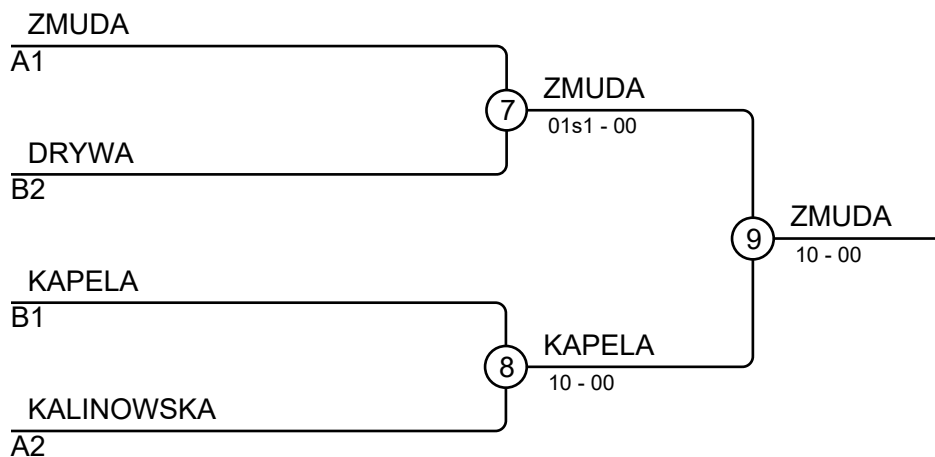 ZMUDA
A1
7
ZMUDA
01s1 - 00
DRYWA
B2
9
ZMUDA
10 - 00
KAPELA
B1
8
KAPELA
10 - 00
KALINOWSKA
A2